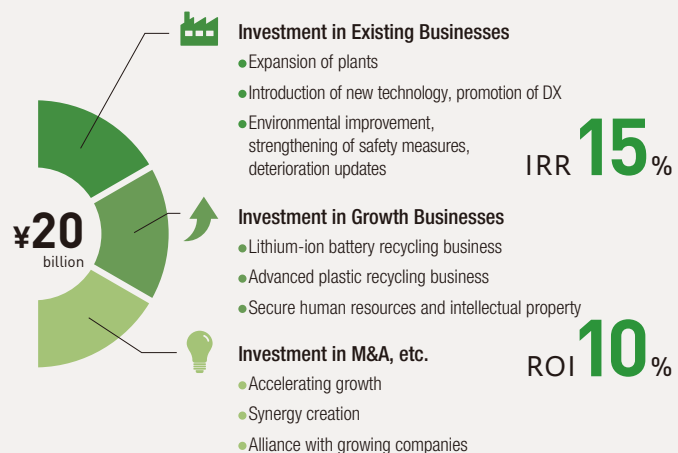 Investment in Existing Businesses
●Expansion of plants
●Introduction of new technology, promotion of DX
●Environmental improvement,
strengthening of safety measures,
deterioration updates
IRR 15%
¥20
billion
Investment in Growth Businesses
●Lithium-ion battery recycling business
●Advanced plastic recycling business
●Secure human resources and intellectual property
Investment in M&A, etc.
●Accelerating growth
●Synergy creation
●Alliance with growing companies
ROI 10%